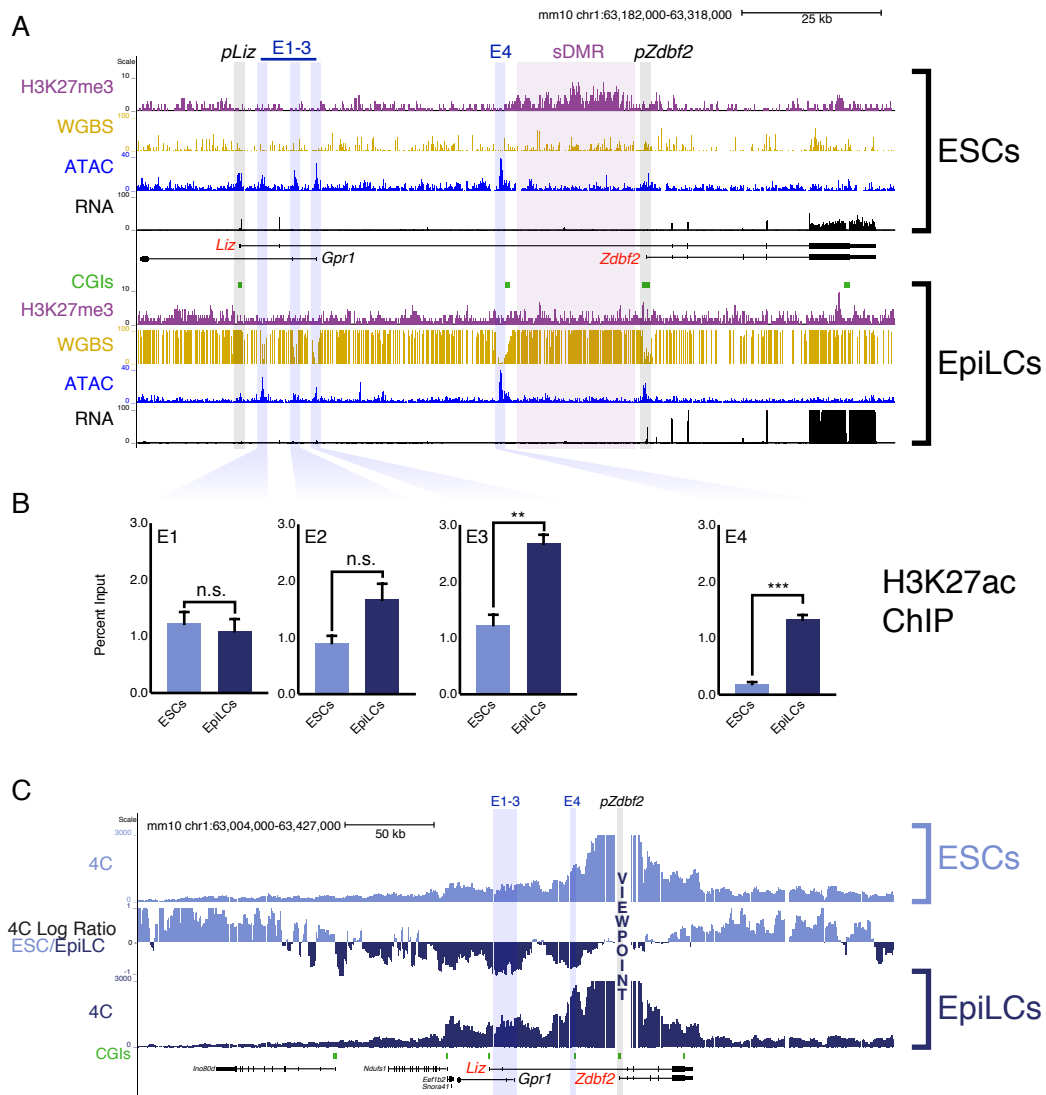 A
mm10 chr1:63,182,000-63,318,000
25 kb
pLiz
E1-3
E4
sDMR
pZdbf2
Scale
H3K27me3
10
0
WGBS
100
0
ATAC
40
0
RNA
100
0
ESCs
Liz
Gpr1
Zdbf2
CGIs
H3K27me3
10
0
WGBS
100
0
ATAC
40
0
RNA
100
0
EpiLCs
B
Percent Input
3.0
2.0
1.0
0.0
E1
n.s.
ESCs
EpiLCs
3.0
2.0
1.0
0.0
E2
n.s.
ESCs
EpiLCs
3.0
2.0
1.0
0.0
E3
**
ESCs
EpiLCs
3.0
2.0
1.0
0.0
E4
***
ESCs
EpiLCs
H3K27ac
ChIP
C
E1-3
E4
pZdbf2
Scale
mm10 chr1:63,004,000-63,427,000
50 kb
3000
4C
0
ESCs
VIEWPOINT
1
4C Log Ratio
ESC/EpiLC
0
-1
3000
4C
0
EpiLCs
CGIs
Ino80d
Ndufs1
Eef1b2
Snora41
Liz
Gpr1
Zdbf2